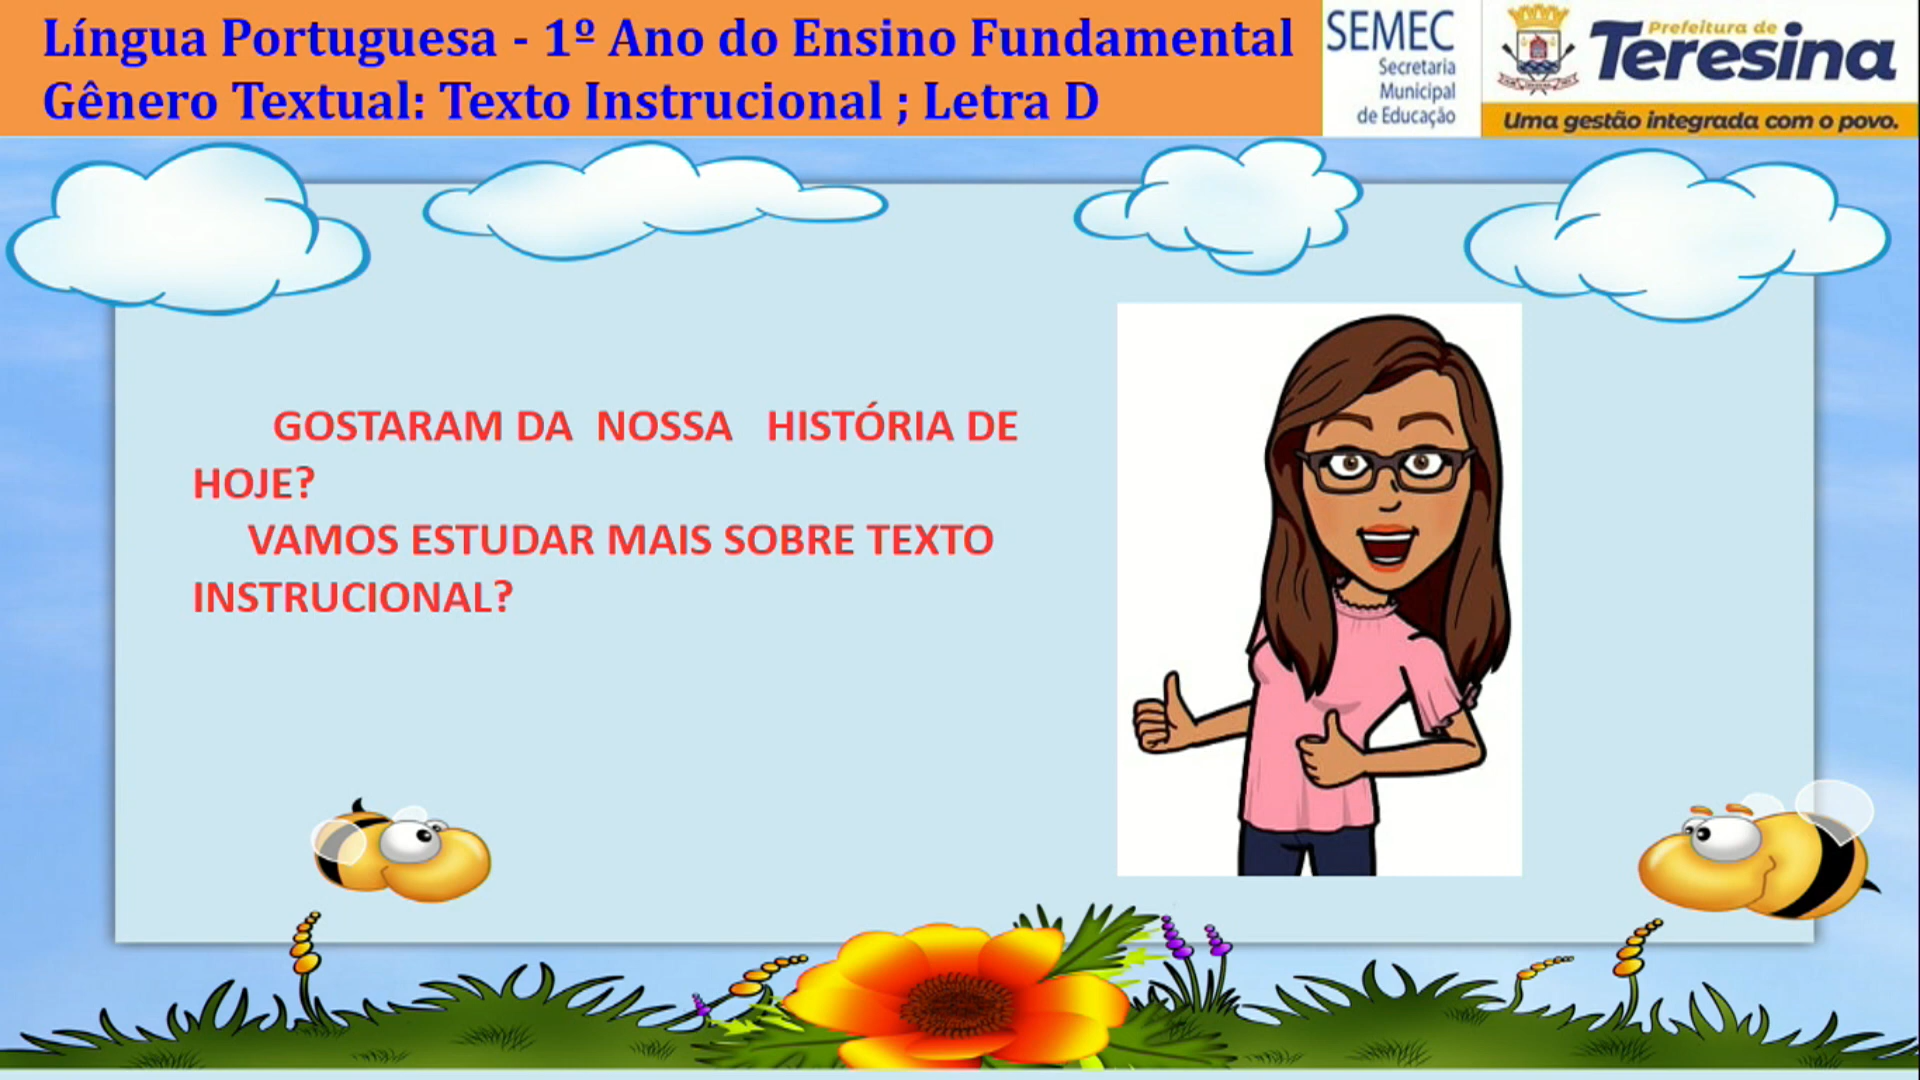 Língua Portuguesa - 1º Ano do Ensino Fundamental
Gênero Textual: Texto Instrucional ; Letra D
SEMEC
Secretaria
Municipal
de Educação
Prefeitura de
Teresina
Uma gestão integrada com o povo.
GOSTARAM DA NOSSA HISTÓRIA DE
HOJE?
VAMOS ESTUDAR MAIS SOBRE TEXTO
INSTRUCIONAL?